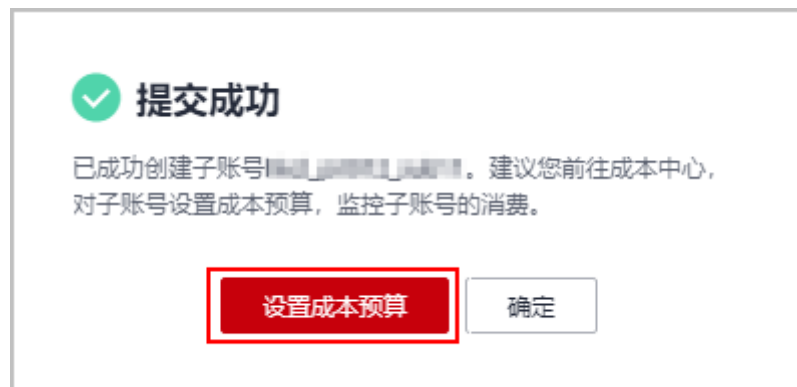 提交成功
已成功创建子账号。建议您前往成本中心，
对子账号设置成本预算，监控子账号的消费。
设置成本预算 确定